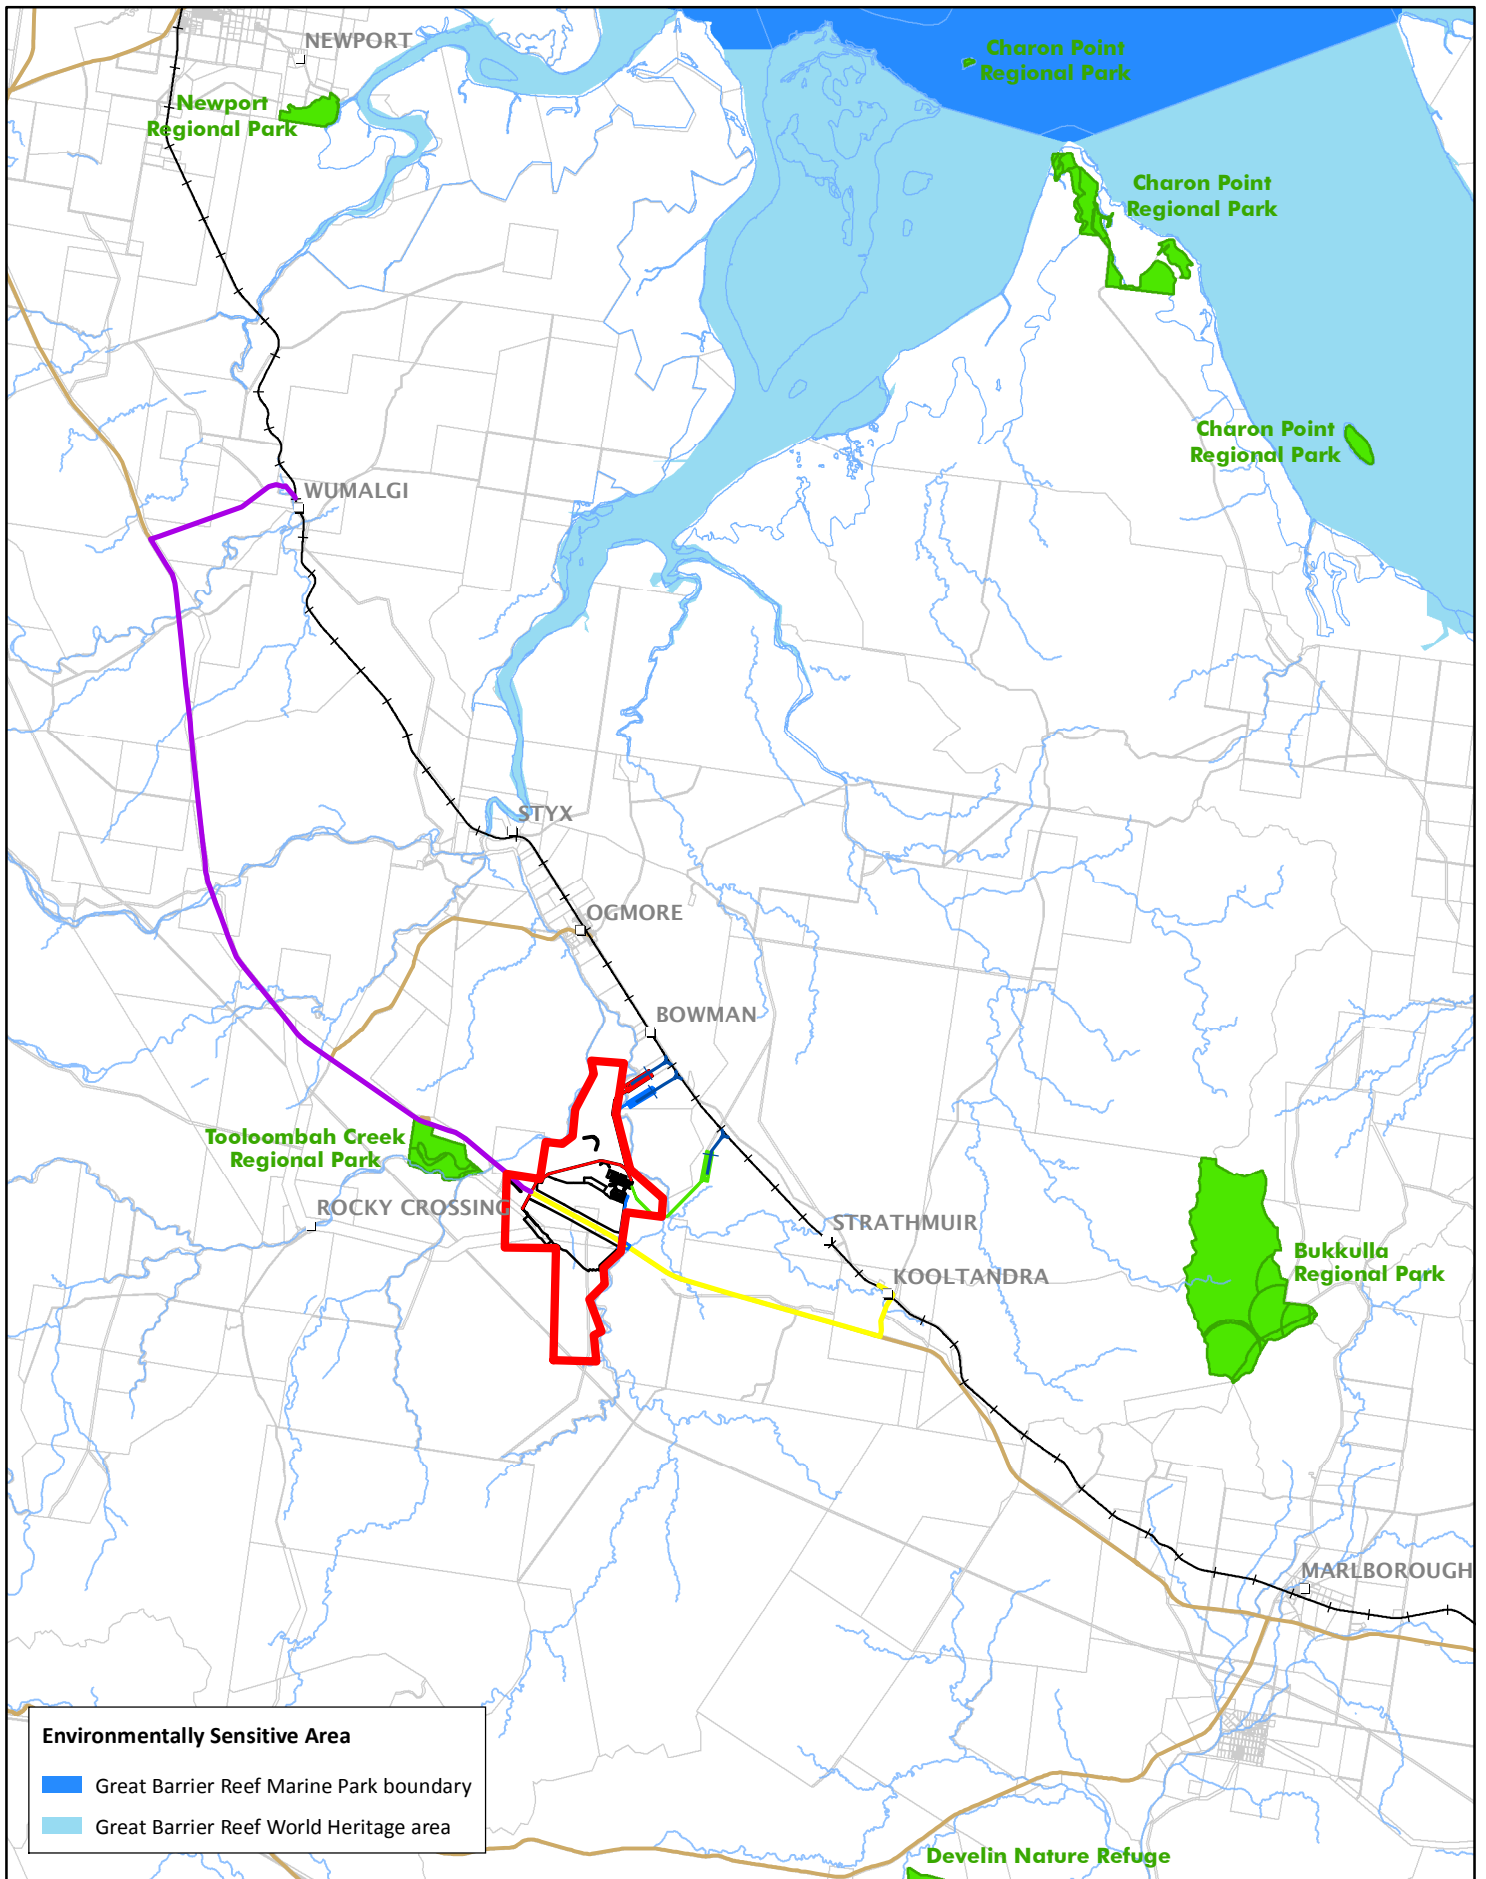 NEWPORT
Charon Point
Regional Park
Newport
Regional Park
Charon Point
Regional Park
Charon Point
Regional Park
WUMALGI
STYX
OGMORE
BOWMAN
Tooloombah Creek
Regional Park
ROCKY CROSSING
STRATHMUIR
KOOLTANDRA
Bukkulla
Regional Park
MARLBOROUGH
Environmentally Sensitive Area
Great Barrier Reef Marine Park boundary
Great Barrier Reef World Heritage area
Develin Nature Refuge